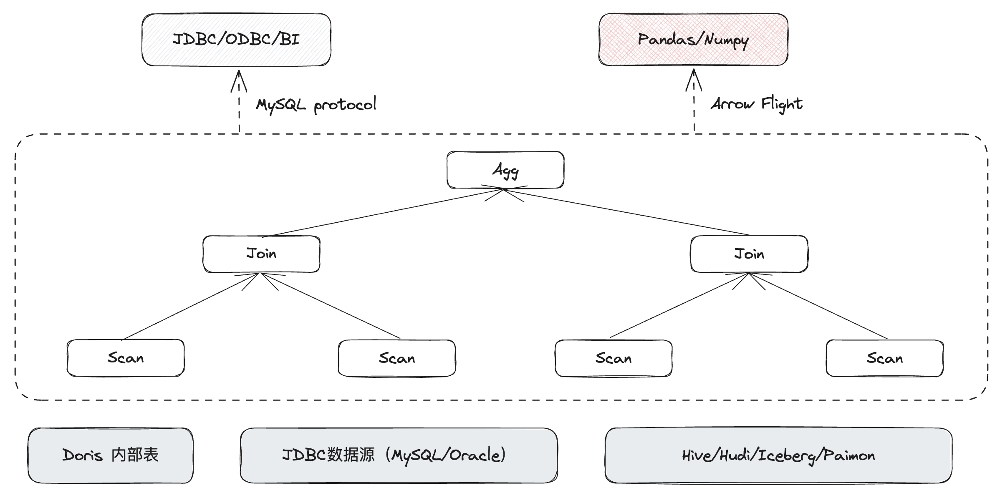 JDBC/ODBC/BI
Pandas/Numpy
MySQL protocol
Arrow Flight
Agg
Join
Join
Scan
Scan
Scan
Scan
Doris 内部表
JDBC数据源（MySQL/Oracle）
Hive/Hudi/Iceberg/Paimon